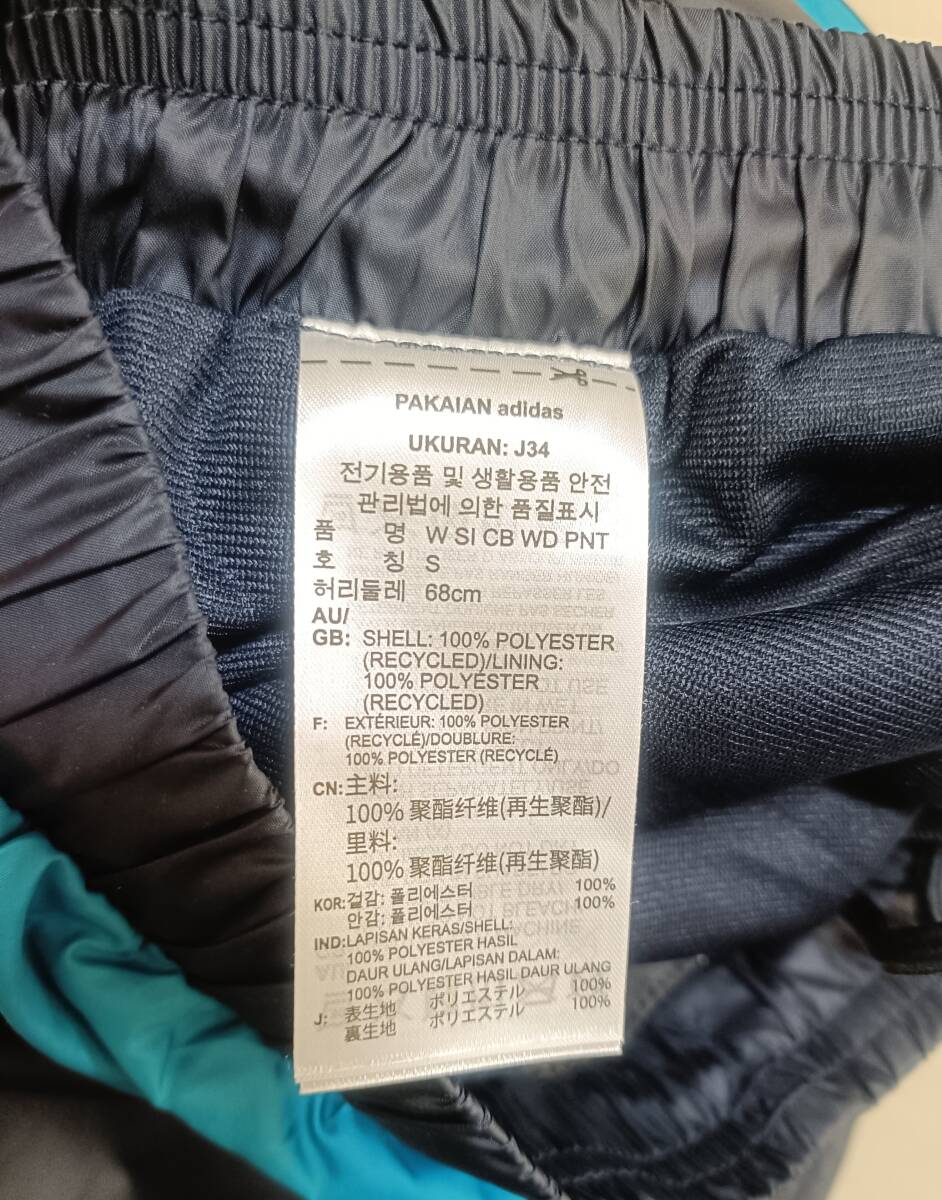 PAKAIAN adidas
UKURAN: J34
전기용품 및 생활용품 안전
관리법에 의한 품질표시
품 명 W SI CB WD PNT
호 칭 S
허리둘레 68cm
AU/
GB: SHELL: 100% POLYESTER
(RECYCLED)/LINING:
100% POLYESTER
(RECYCLED)
F: EXTÉRIEUR: 100% POLYESTER
(RECYCLÉ)/DOUBLURE:
100% POLYESTER (RECYCLÉ)
CN: 主料:
100% 聚酯纤维(再生聚酯)/
里料:
100% 聚酯纤维(再生聚酯)
KOR: 겉감: 폴리에스터 100%
안감: 폴리에스터 100%
IND: LAPISAN KERAS/SHELL:
100% POLYESTER HASIL
DAUR ULANG/LAPISAN DALAM:
100% POLYESTER HASIL DAUR ULANG
J: 表生地 ポリエステル 100%
裏生地 ポリエステル 100%